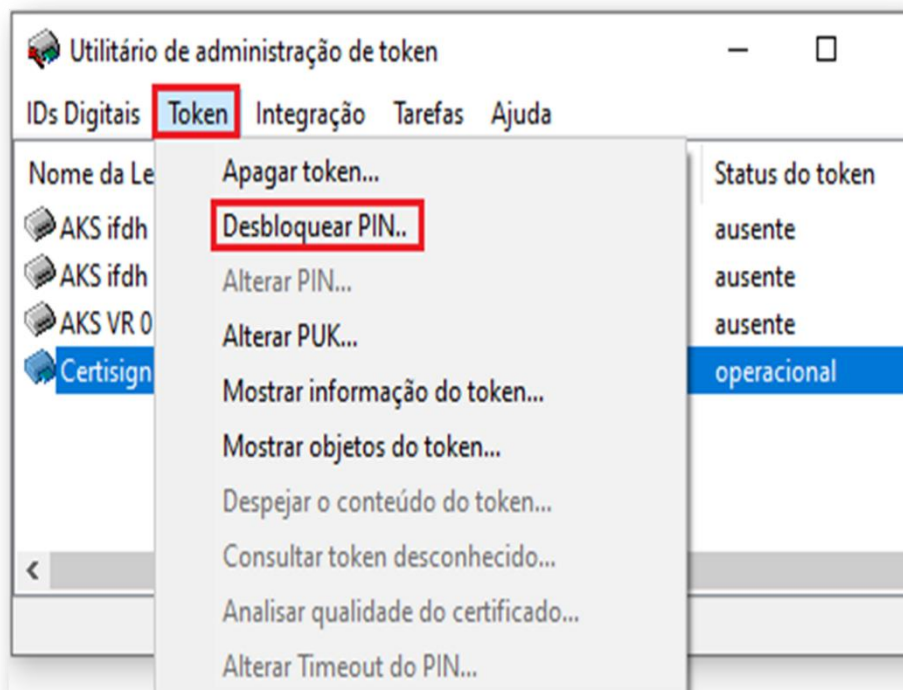 Utilitário de administração de token
IDs Digitais Token Integração Tarefas Ajuda
Nome da Le Status do token
AKS ifdh ausente
AKS ifdh ausente
AKS VR 0 ausente
Certisign operacional
Apagar token...
Desbloquear PIN..
Alterar PIN...
Alterar PUK...
Mostrar informação do token...
Mostrar objetos do token...
Despejar o conteúdo do token...
Consultar token desconhecido...
Analisar qualidade do certificado...
Alterar Timeout do PIN...